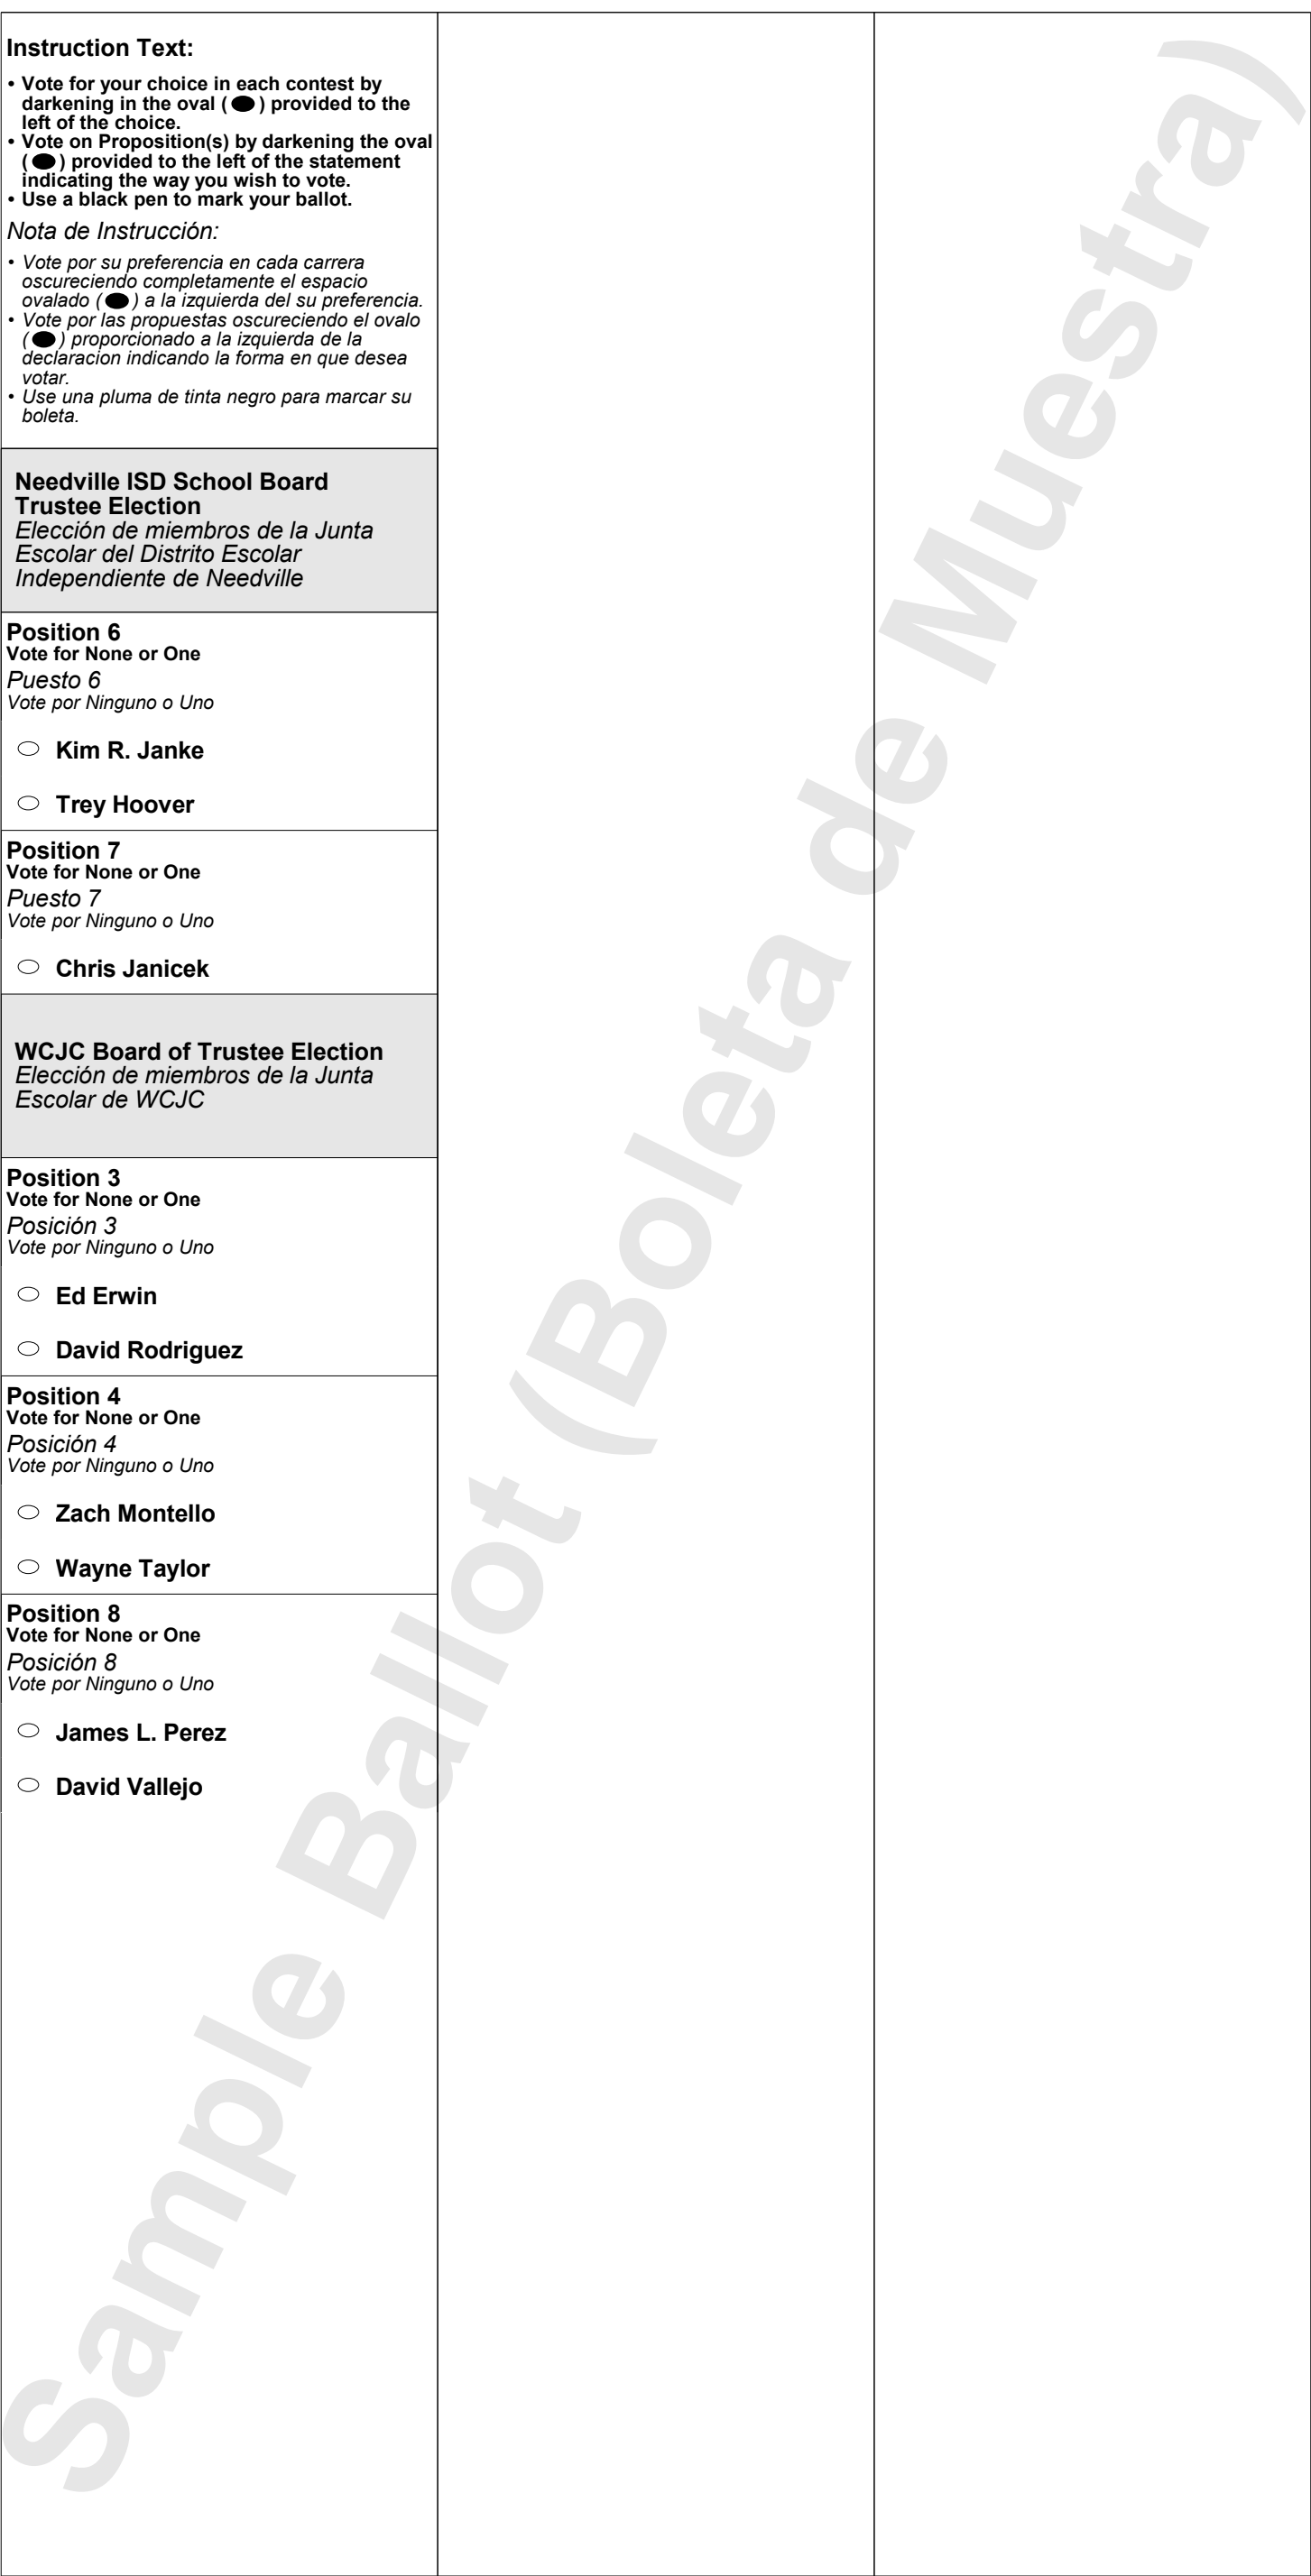 Instruction Text:
• Vote for your choice in each contest by
darkening in the oval (⬬) provided to the
left of the choice.
• Vote on Proposition(s) by darkening the oval
(⬬) provided to the left of the statement
indicating the way you wish to vote.
• Use a black pen to mark your ballot.
Nota de Instrucción:
• Vote por su preferencia en cada carrera
oscureciendo completamente el espacio
ovalado (⬬) a la izquierda del su preferencia.
• Vote por las propuestas oscureciendo el ovalo
(⬬) proporcionado a la izquierda de la
declaracion indicando la forma en que desea
votar.
• Use una pluma de tinta negro para marcar su
boleta.
Needville ISD School Board
Trustee Election
Elección de miembros de la Junta
Escolar del Distrito Escolar
Independiente de Needville
Position 6
Vote for None or One
Puesto 6
Vote por Ninguno o Uno
Kim R. Janke
Trey Hoover
Position 7
Vote for None or One
Puesto 7
Vote por Ninguno o Uno
Chris Janicek
WCJC Board of Trustee Election
Elección de miembros de la Junta
Escolar de WCJC
Position 3
Vote for None or One
Posición 3
Vote por Ninguno o Uno
Ed Erwin
David Rodriguez
Position 4
Vote for None or One
Posición 4
Vote por Ninguno o Uno
Zach Montello
Wayne Taylor
Position 8
Vote for None or One
Posición 8
Vote por Ninguno o Uno
James L. Perez
David Vallejo
Sample Ballot (Boleta de Muestra)